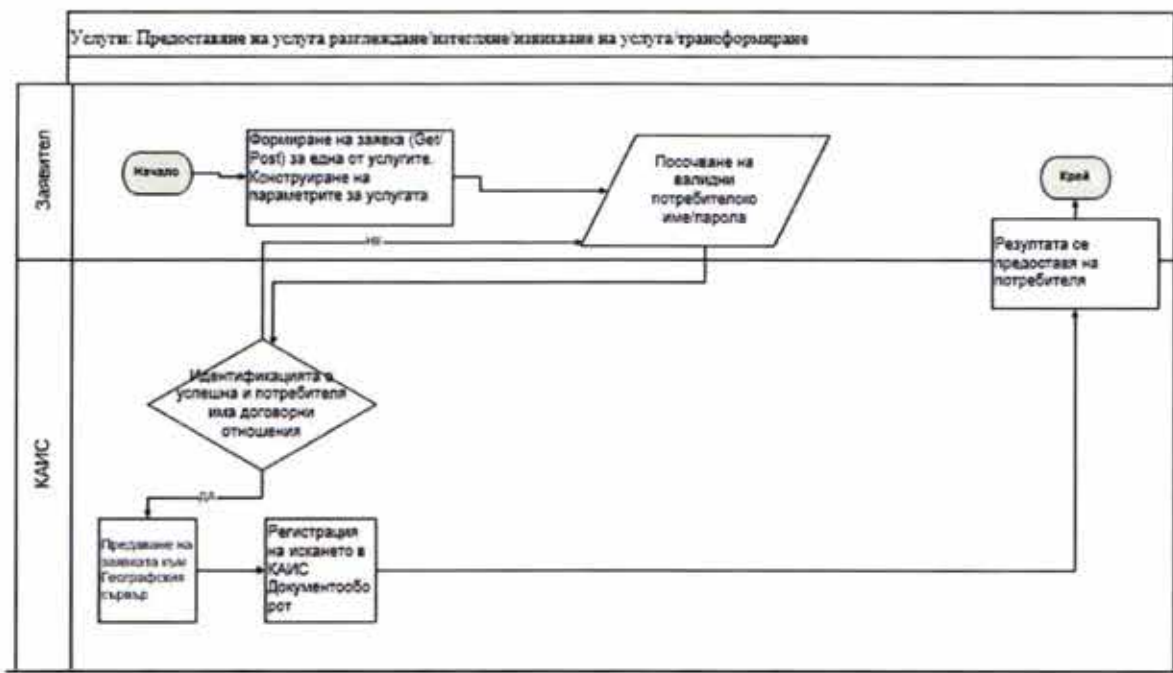 Услуги: Предоставяне на услуга разглеждане/изтегляне/извикване на услуга/трансформиране
Заявител
Начало
Формиране на заявка (Get/
Post) за една от услугите.
Конструиране на
параметрите за услугата
Посочване на
валидни
потребителско
име/парола
Край
Резултата се
предоставя на
потребителя
не
КАИС
Идентификацията е
успешна и потребителя
има договорни
отношения
да
Предаване на
заявката към
Географския
сървър
Регистрация
на искането в
КАИС
Документообо
рот